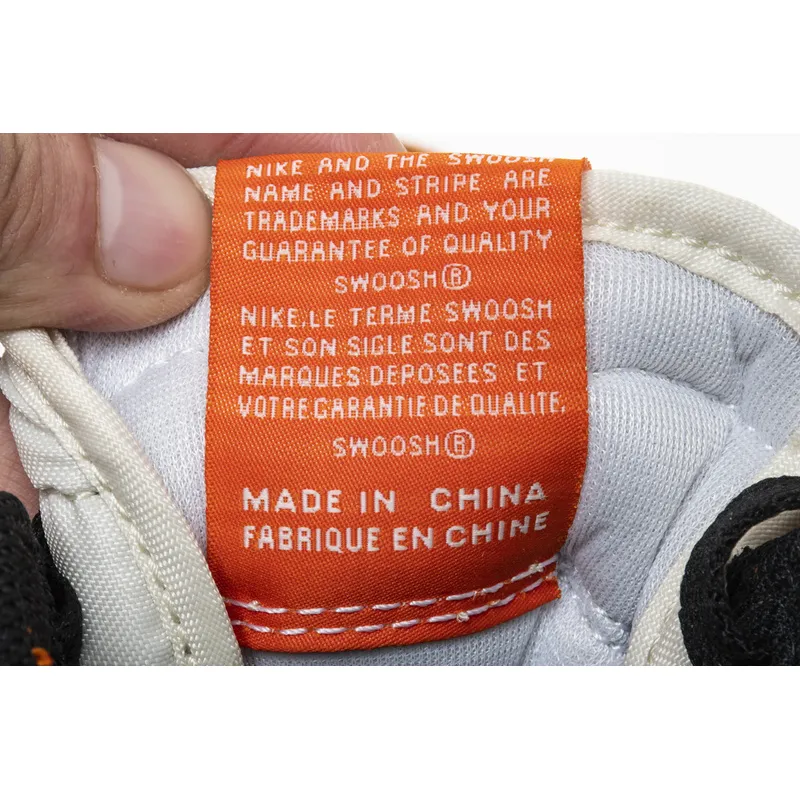 NIKE AND THE SWOOSH
NAME AND STRIPE ARE
TRADEMARKS AND YOUR
GUARANTEE OF QUALITY
SWOOSH®
NIKE,LE TERME SWOOSH
ET SON SIGLE SONT DES
MARQUES DEPOSEES ET
VOTRE GARANTIE DE QUALITE.
SWOOSH®
MADE IN CHINA
FABRIQUE EN CHINE